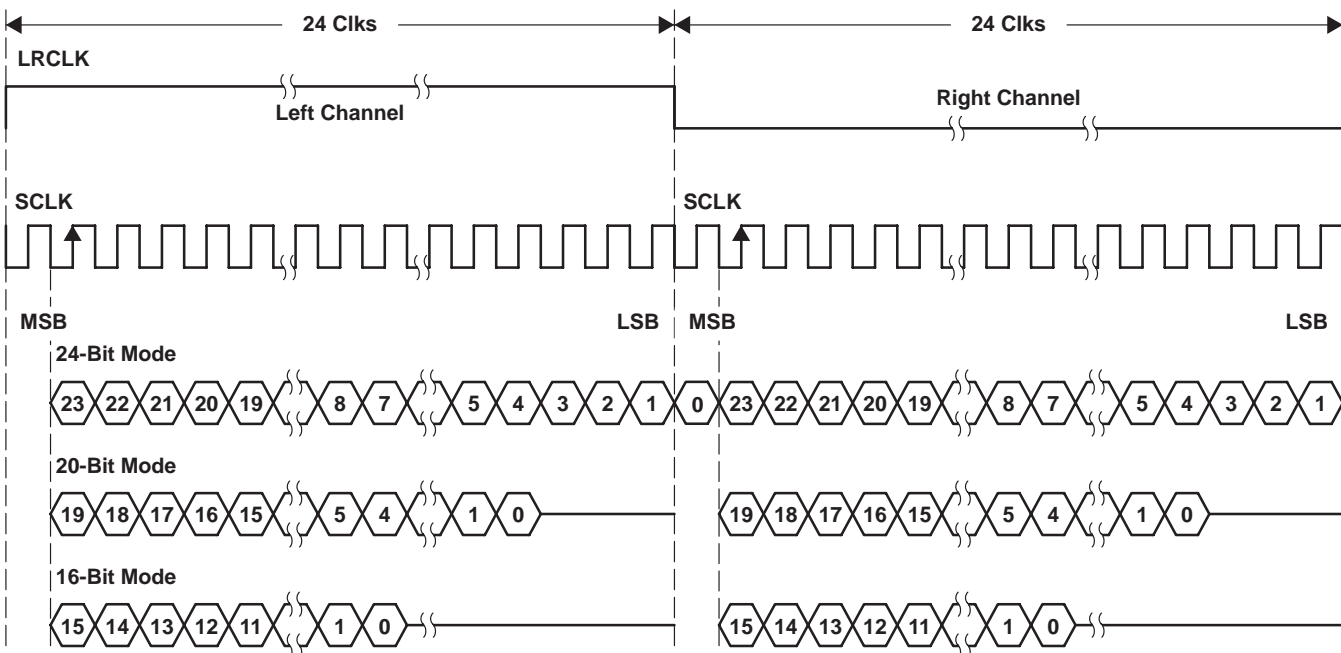 24 Clks 24 Clks
LRCLK
Left Channel Right Channel
SCLK SCLK
MSB LSB MSB LSB
24-Bit Mode
23 22 21 20 19 8 7 5 4 3 2 1 0 23 22 21 20 19 8 7 5 4 3 2 1
20-Bit Mode
19 18 17 16 15 5 4 1 0 19 18 17 16 15 5 4 1 0
16-Bit Mode
15 14 13 12 11 1 0 15 14 13 12 11 1 0